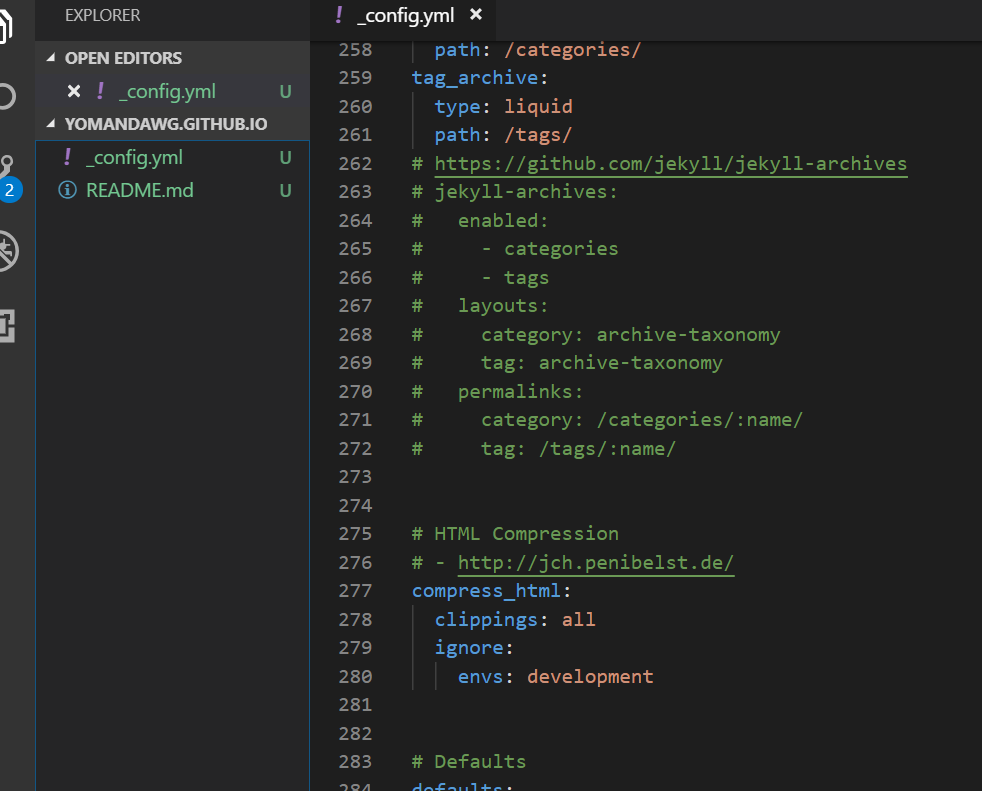 EXPLORER
OPEN EDITORS
_config.yml U
YOMANDAWG.GITHUB.IO
_config.yml U
README.md U
2
_config.yml
258 path: /categories/
259 tag_archive:
260 type: liquid
261 path: /tags/
262 # https://github.com/jekyll/jekyll-archives
263 # jekyll-archives:
264 # enabled:
265 # - categories
266 # - tags
267 # layouts:
268 # category: archive-taxonomy
269 # tag: archive-taxonomy
270 # permalinks:
271 # category: /categories/:name/
272 # tag: /tags/:name/
273
274
275 # HTML Compression
276 # - http://jch.penibelst.de/
277 compress_html:
278 clippings: all
279 ignore:
280 envs: development
281
282
283 # Defaults
284 defaults: